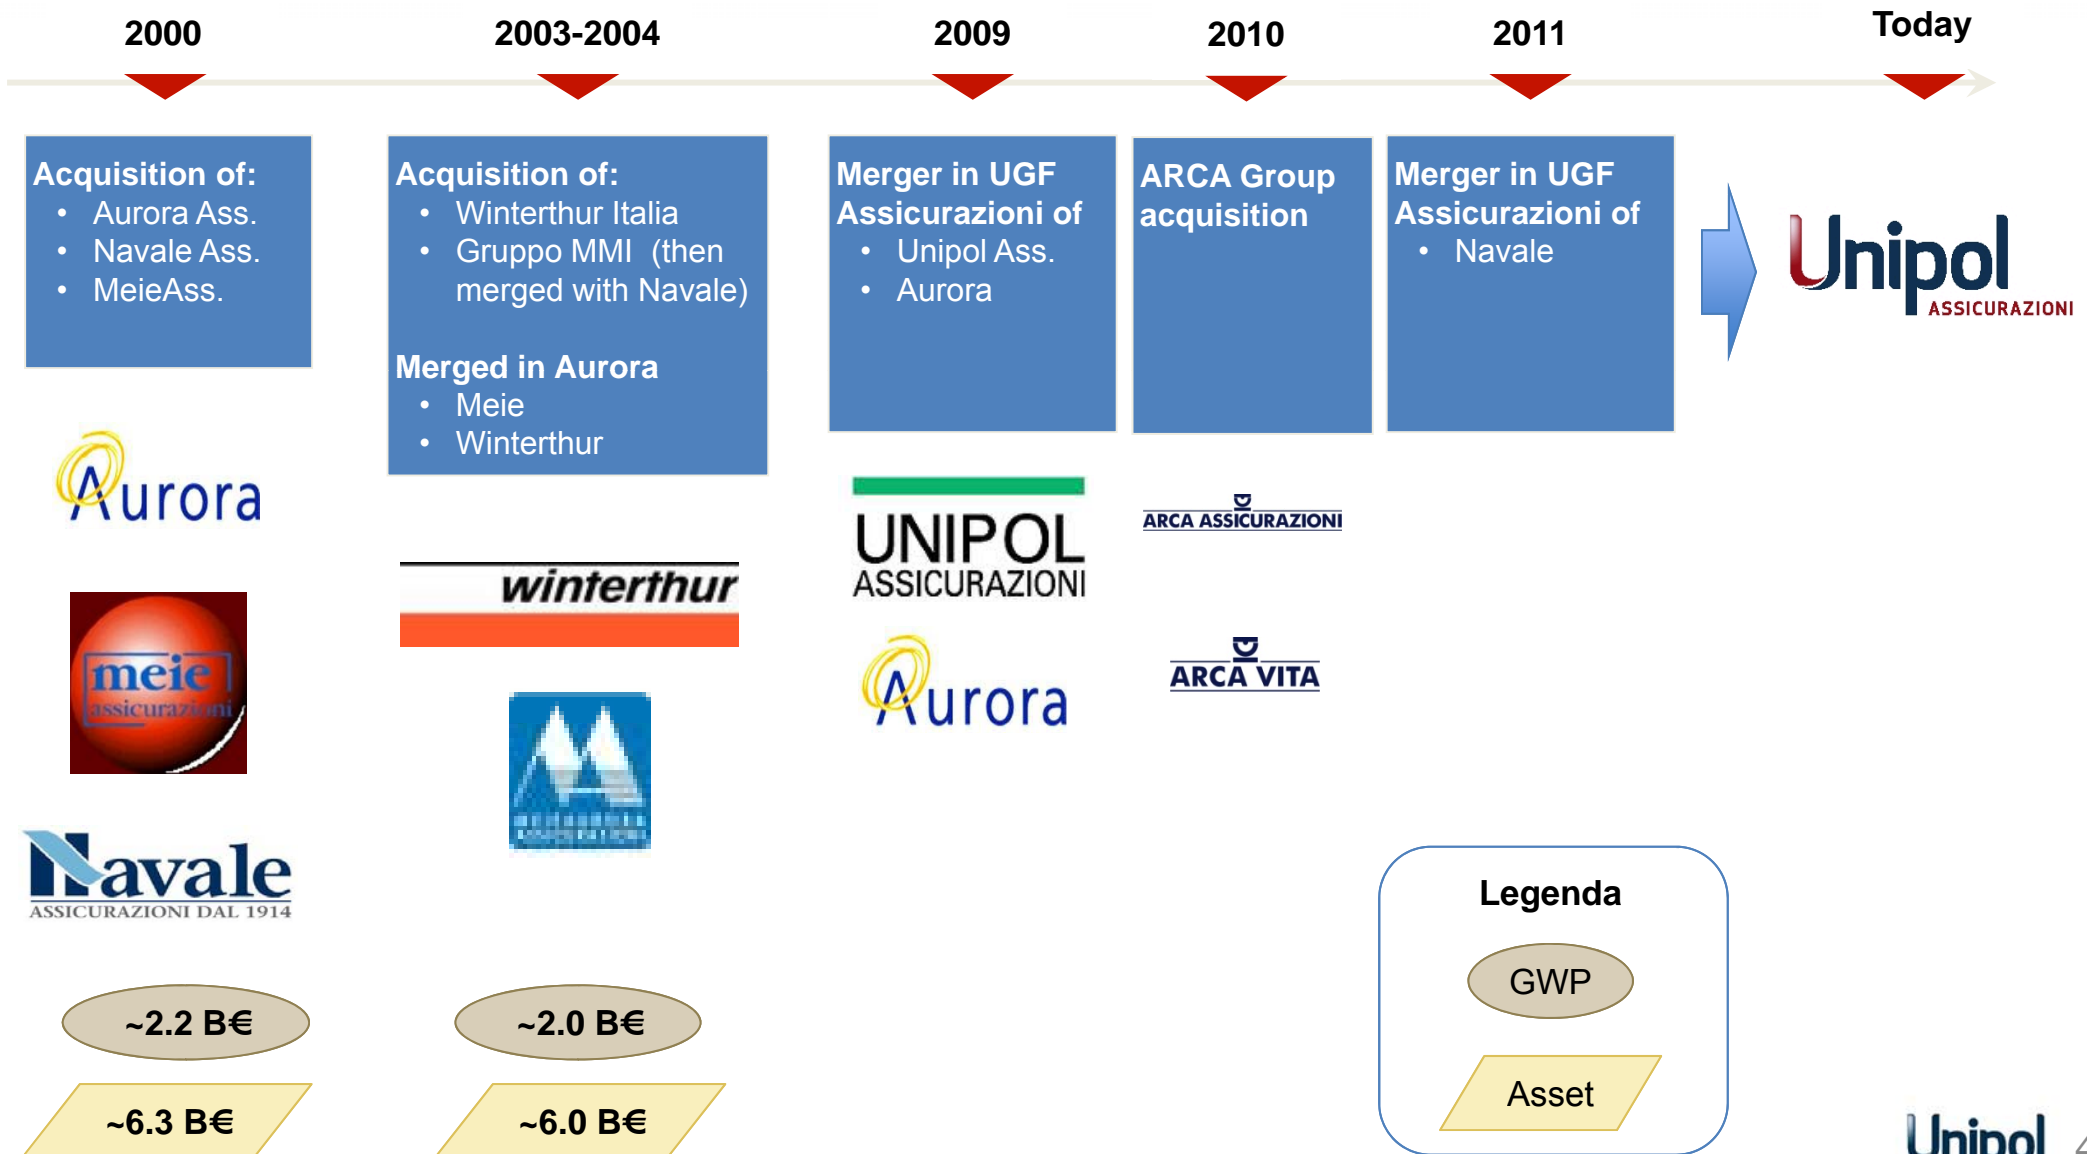 2000
2003-2004
2009
2010
2011
Today
Acquisition of:
• Aurora Ass.
• Navale Ass.
• MeieAss.
Acquisition of:
• Winterthur Italia
• Gruppo MMI (then
merged with Navale)
Merged in Aurora
• Meie
• Winterthur
Merger in UGF
Assicurazioni of
• Unipol Ass.
• Aurora
ARCA Group
acquisition
Merger in UGF
Assicurazioni of
• Navale
Unipol
ASSICURAZIONI
Aurora
meie
assicurazioni
Navale
ASSICURAZIONI DAL 1914
winterthur
UNIPOL
ASSICURAZIONI
Aurora
ARCA ASSICURAZIONI
ARCA VITA
~2.2 B€
~6.3 B€
~2.0 B€
~6.0 B€
Legenda
GWP
Asset
Unipol
4